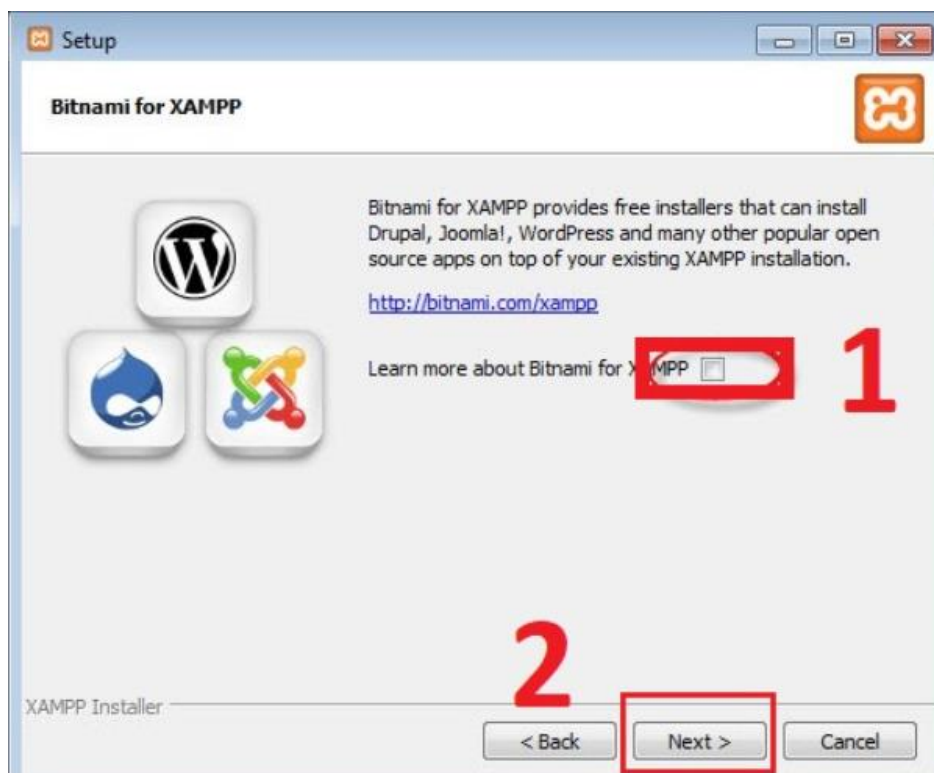 Setup
Bitnami for XAMPP
Bitnami for XAMPP provides free installers that can install
Drupal, Joomla!, WordPress and many other popular open
source apps on top of your existing XAMPP installation.
http://bitnami.com/xampp
Learn more about Bitnami for XAMPP
1
2
XAMPP Installer
< Back
Next >
Cancel